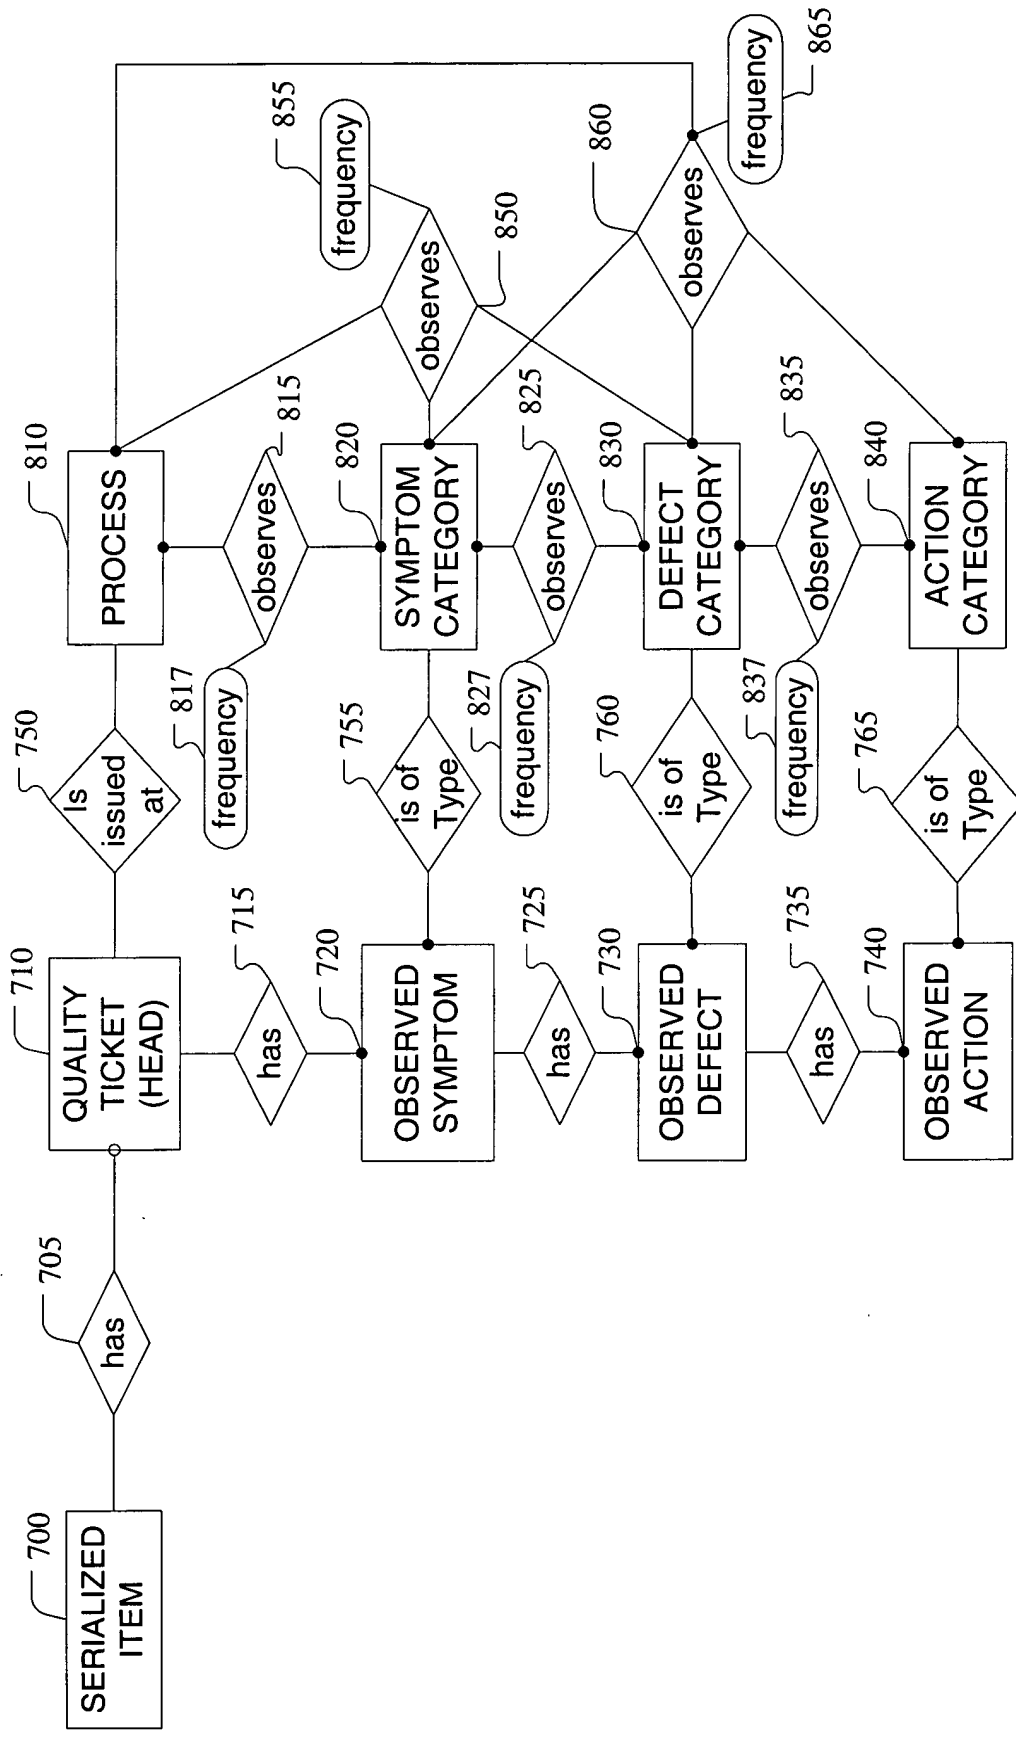 700
SERIALIZED
ITEM
705
has
710
QUALITY
TICKET
(HEAD)
750
Is
issued
at
810
PROCESS
715
has
817
frequency
815
observes
855
frequency
720
OBSERVED
SYMPTOM
755
is of
Type
820
SYMPTOM
CATEGORY
850
observes
725
has
827
frequency
825
observes
860
observes
865
frequency
730
OBSERVED
DEFECT
760
is of
Type
830
DEFECT
CATEGORY
735
has
837
frequency
835
observes
740
OBSERVED
ACTION
765
is of
Type
840
ACTION
CATEGORY